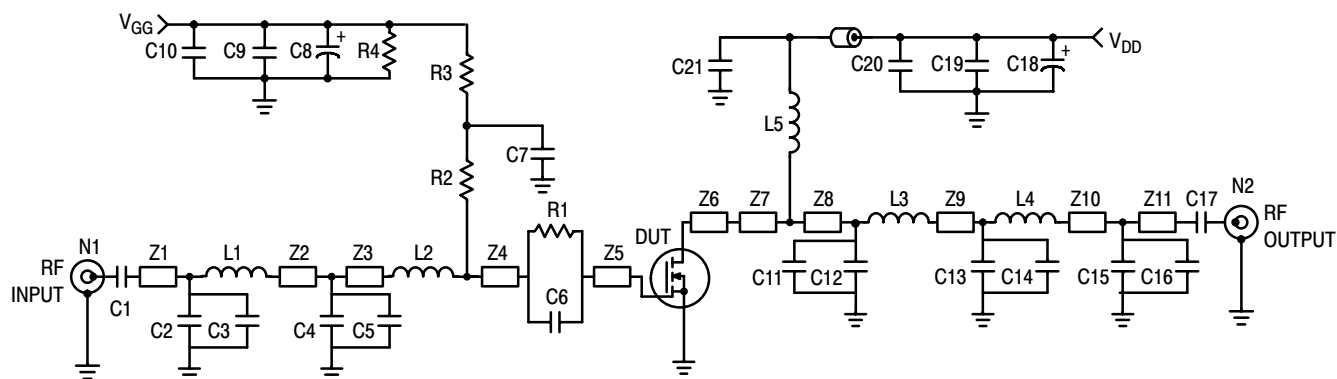 VGG
C10
C9
C8
+
R4
R3
C7
R2
C21
C20
C19
C18
+
VDD
L5
N1
RF
INPUT
C1
Z1
L1
Z2
Z3
L2
Z4
R1
C6
Z5
DUT
C2
C3
C4
C5
Z6
Z7
Z8
L3
Z9
L4
Z10
Z11
C17
N2
RF
OUTPUT
C11
C12
C13
C14
C15
C16